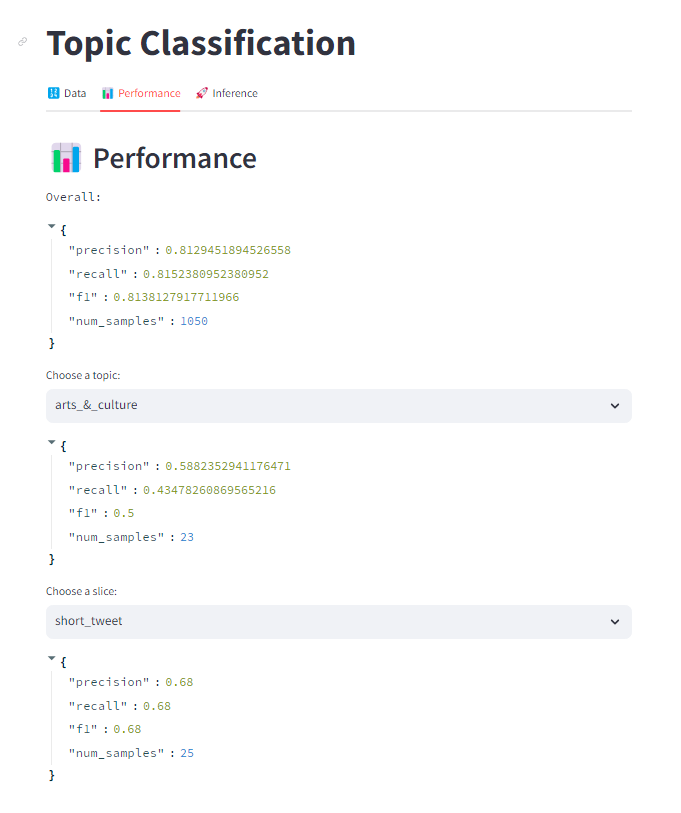 Topic Classification
Data Performance Inference
Performance
Overall:
{
"precision" : 0.8129451894526558
"recall" : 0.8152380952380952
"f1" : 0.8138127917711966
"num_samples" : 1050
}
Choose a topic:
arts_&_culture
{
"precision" : 0.5882352941176471
"recall" : 0.43478260869565216
"f1" : 0.5
"num_samples" : 23
}
Choose a slice:
short_tweet
{
"precision" : 0.68
"recall" : 0.68
"f1" : 0.68
"num_samples" : 25
}